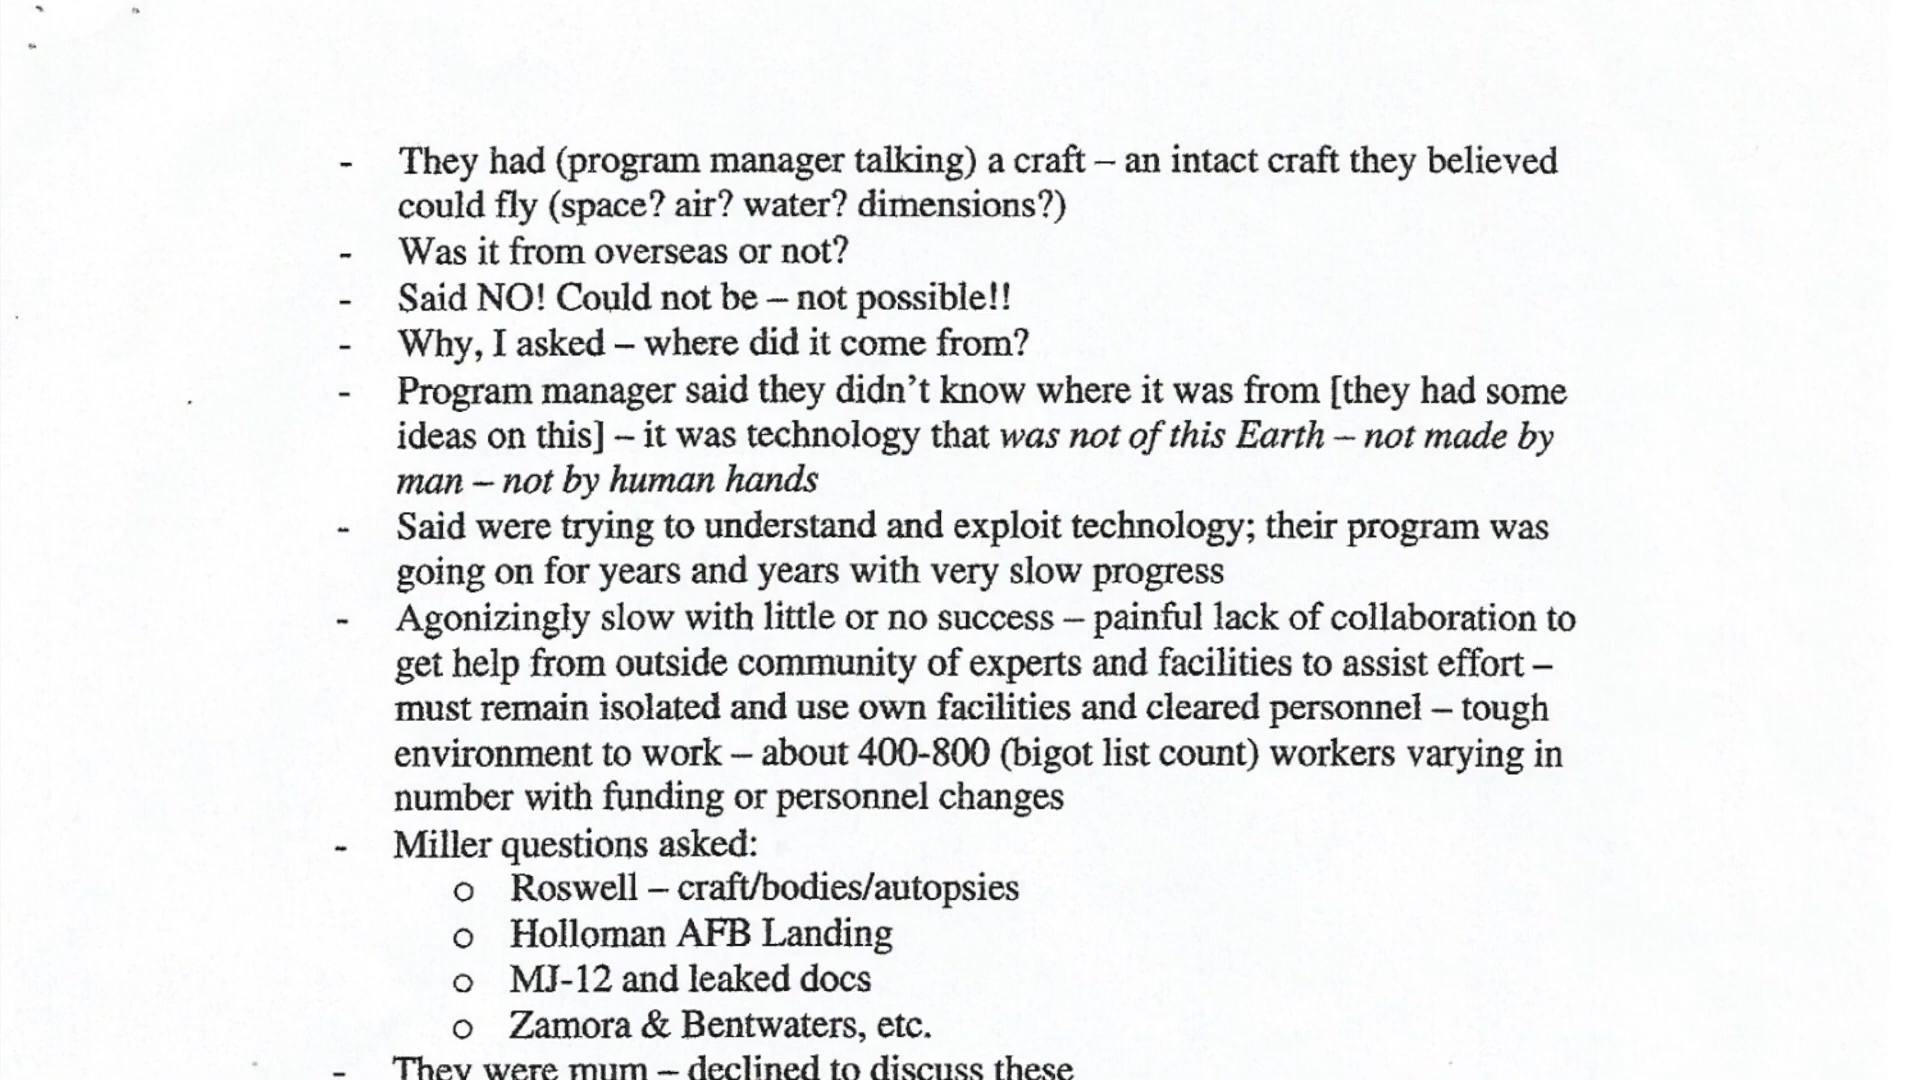 - They had (program manager talking) a craft – an intact craft they believed
could fly (space? air? water? dimensions?)
- Was it from overseas or not?
- Said NO! Could not be – not possible!!
- Why, I asked – where did it come from?
- Program manager said they didn't know where it was from [they had some
ideas on this] – it was technology that was not of this Earth – not made by
man – not by human hands
- Said were trying to understand and exploit technology; their program was
going on for years and years with very slow progress
- Agonizingly slow with little or no success – painful lack of collaboration to
get help from outside community of experts and facilities to assist effort –
must remain isolated and use own facilities and cleared personnel – tough
environment to work – about 400-800 (bigot list count) workers varying in
number with funding or personnel changes
- Miller questions asked:
o Roswell – craft/bodies/autopsies
o Holloman AFB Landing
o MJ-12 and leaked docs
o Zamora & Bentwaters, etc.
- They were mum – declined to discuss these